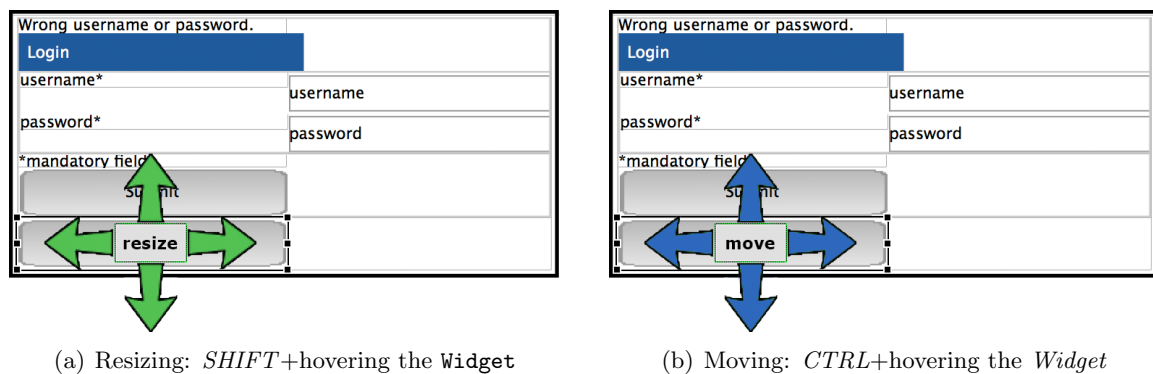 Wrong username or password.
Login
username*
username
password*
password
*mandatory field
resize
(a) Resizing: SHIFT+hovering the Widget
Wrong username or password.
Login
username*
username
password*
password
*mandatory field
move
(b) Moving: CTRL+hovering the Widget